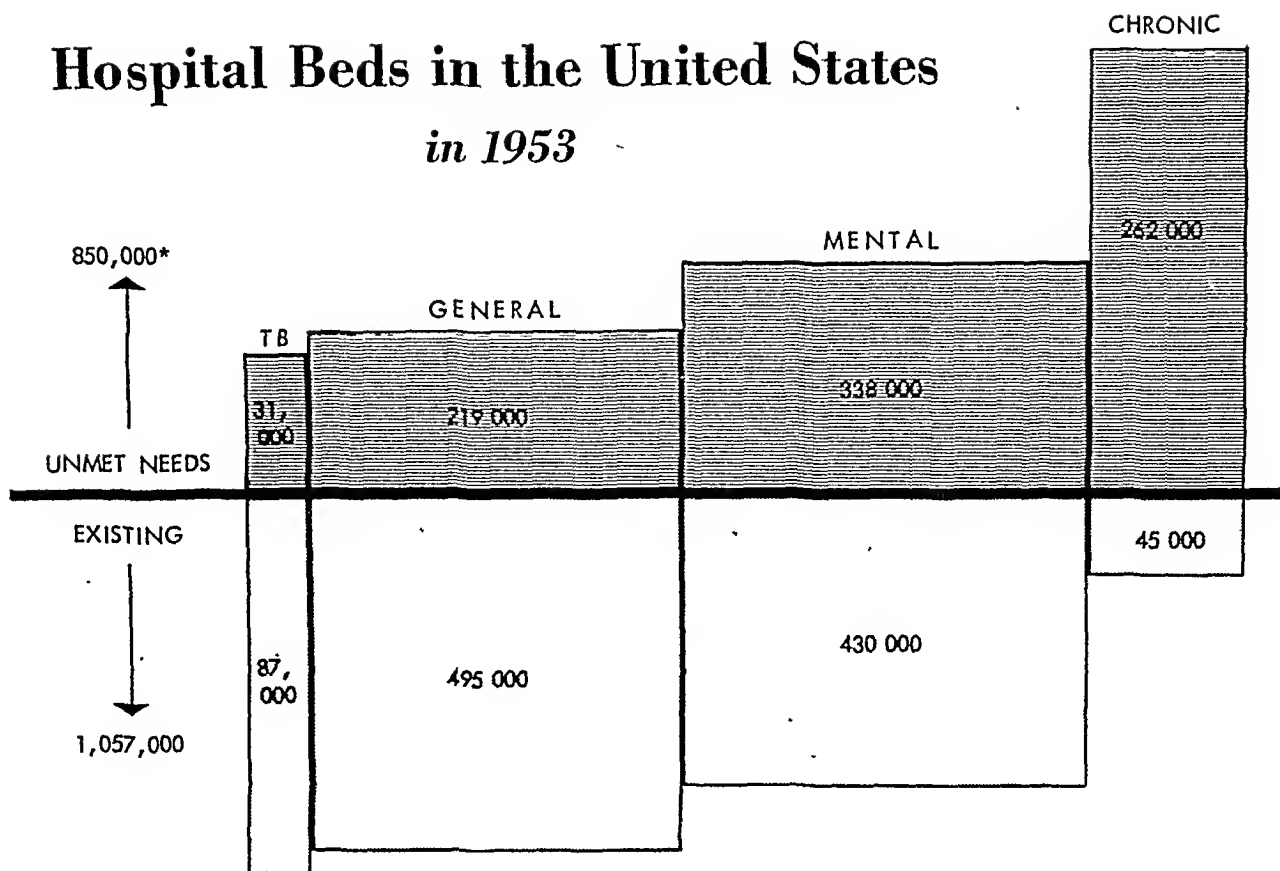 CHRONIC
Hospital Beds in the United States
in 1953
262 000
MENTAL
850,000*
GENERAL
TB
338 000
31,
000
219 000
UNMET NEEDS
EXISTING
45 000
430 000
87,
000
495 000
1,057,000